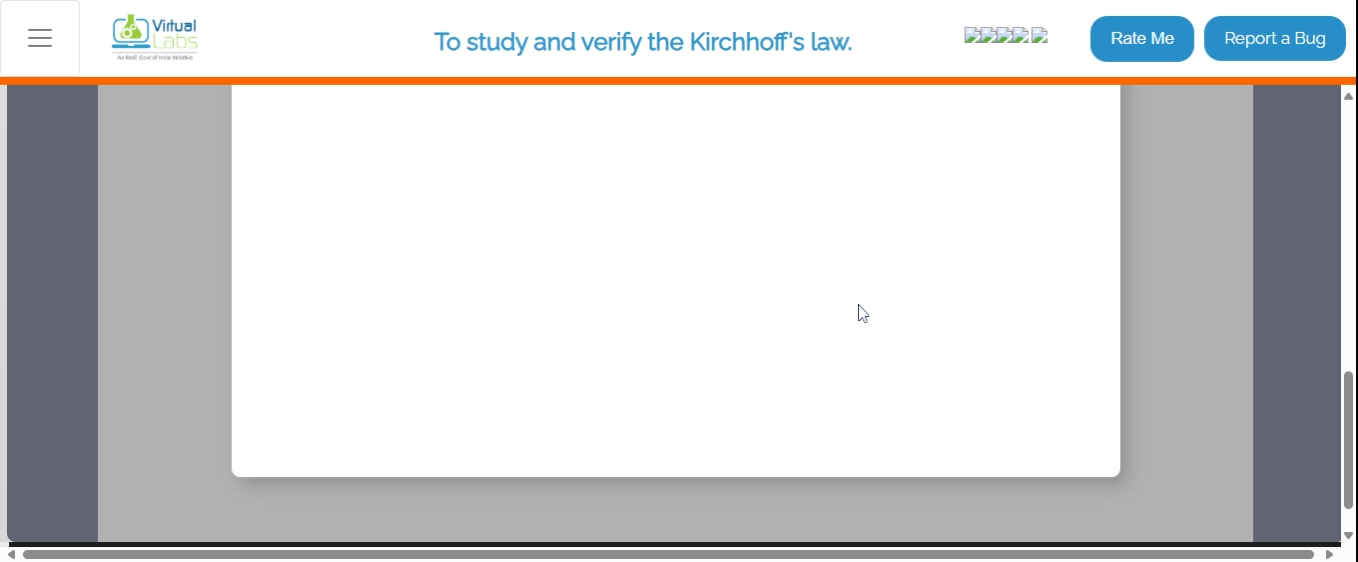 Virtual
Labs
An MoE Govt of India Initiative
To study and verify the Kirchhoff's law.
Rate Me
Report a Bug